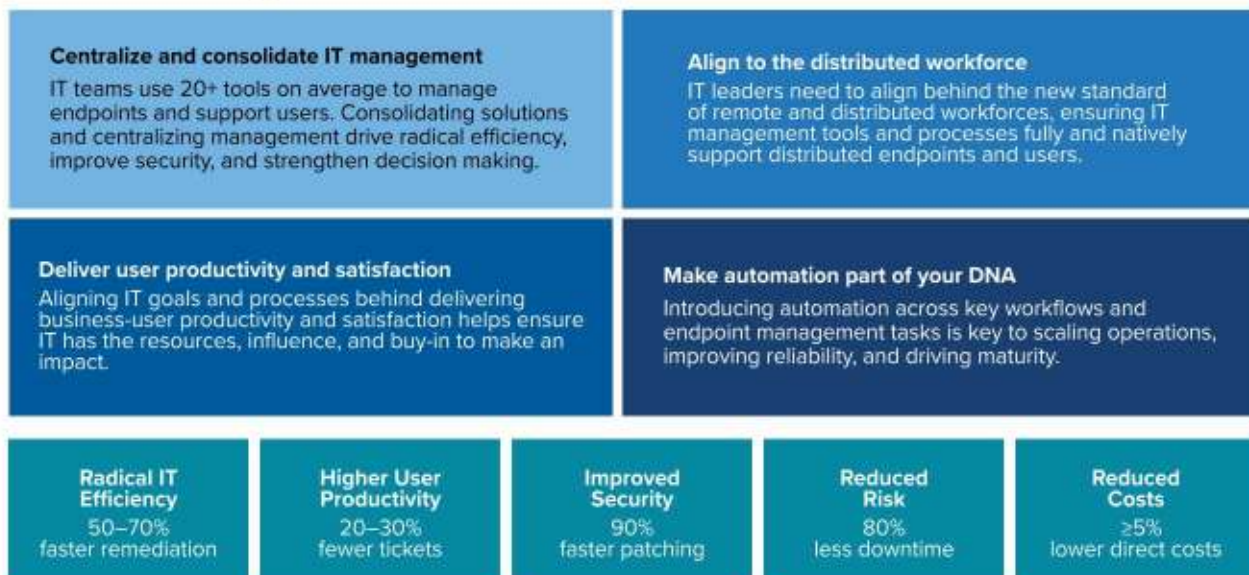 Centralize and consolidate IT management
IT teams use 20+ tools on average to manage
endpoints and support users. Consolidating solutions
and centralizing management drive radical efficiency,
improve security, and strengthen decision making.
Align to the distributed workforce
IT leaders need to align behind the new standard
of remote and distributed workforces, ensuring IT
management tools and processes fully and natively
support distributed endpoints and users.
Deliver user productivity and satisfaction
Aligning IT goals and processes behind delivering
business-user productivity and satisfaction helps ensure
IT has the resources, influence, and buy-in to make an
impact.
Make automation part of your DNA
Introducing automation across key workflows and
endpoint management tasks is key to scaling operations,
improving reliability, and driving maturity.
Radical IT
Efficiency
50–70%
faster remediation
Higher User
Productivity
20–30%
fewer tickets
Improved
Security
90%
faster patching
Reduced
Risk
80%
less downtime
Reduced
Costs
≥5%
lower direct costs